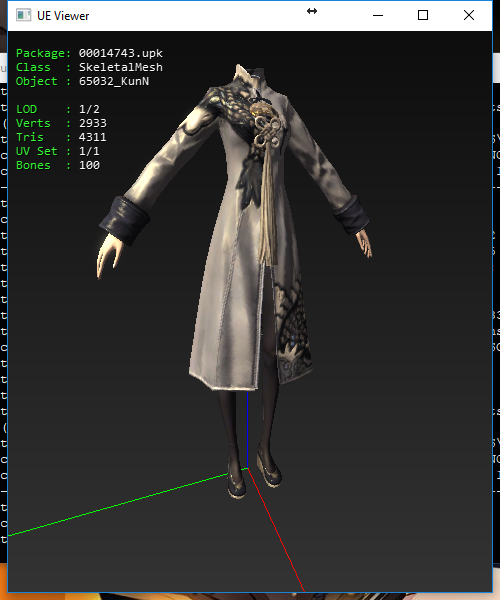 UE Viewer
Package: 00014743.upk
Class : SkeletalMesh
Object : 65032_KunN
LOD : 1/2
Verts : 2933
Tris : 4311
UV Set : 1/1
Bones : 100